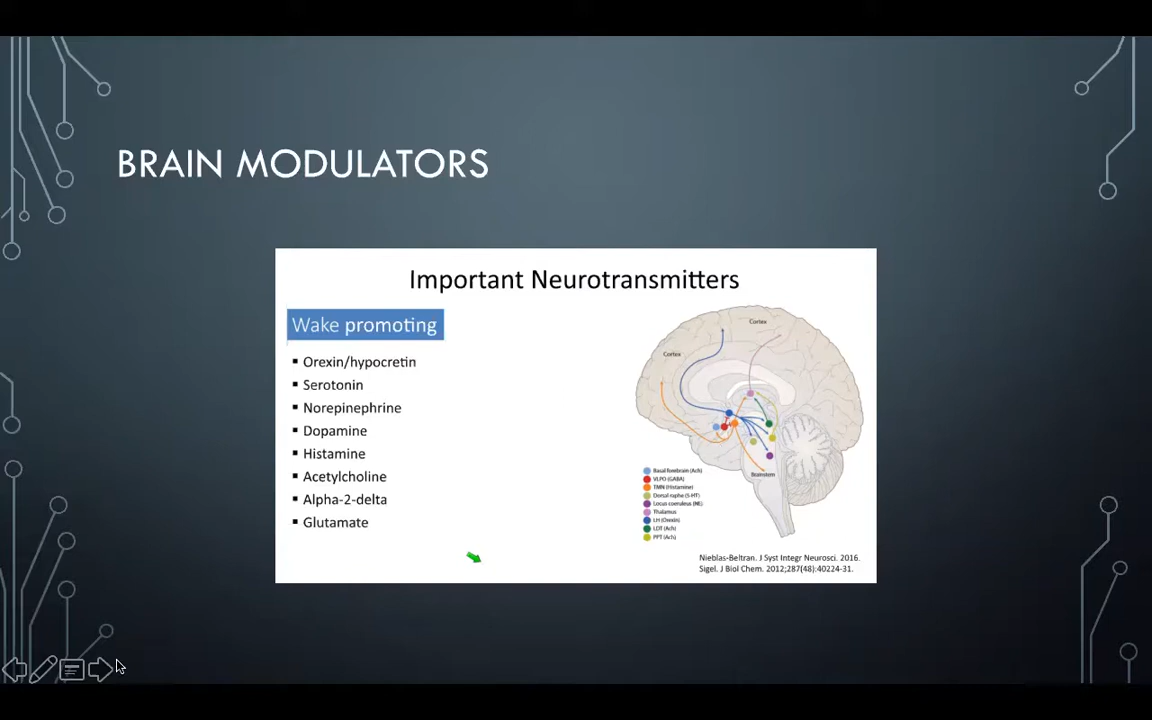 BRAIN MODULATORS
Important Neurotransmitters
Wake promoting
▪ Orexin/hypocretin
▪ Serotonin
▪ Norepinephrine
▪ Dopamine
▪ Histamine
▪ Acetylcholine
▪ Alpha-2-delta
▪ Glutamate
Cortex
Cortex
Brainstem
Basal forebrain (Ach)
VLPO (GABA)
TMN (Histamine)
Dorsal raphe (5-HT)
Locus coeruleus (NE)
Thalamus
LH (Orexin)
LDT (Ach)
PPT (Ach)
Nieblas-Beltran. J Syst Integr Neurosci. 2016.
Sigel. J Biol Chem. 2012;287(48):40224-31.